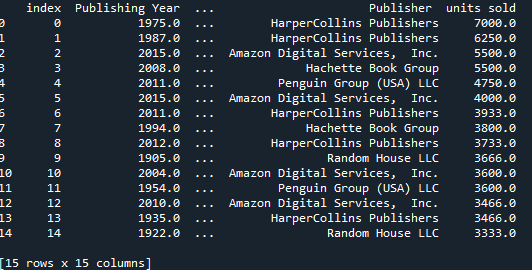 index  Publishing Year  ...                    Publisher  units sold
0       0           1975.0  ...     HarperCollins Publishers      7000.0
1       1           1987.0  ...     HarperCollins Publishers      6250.0
2       2           2015.0  ...  Amazon Digital Services,  Inc.      5500.0
3       3           2008.0  ...          Hachette Book Group      5500.0
4       4           2011.0  ...      Penguin Group (USA) LLC      4750.0
5       5           2015.0  ...  Amazon Digital Services,  Inc.      4000.0
6       6           2011.0  ...     HarperCollins Publishers      3933.0
7       7           1994.0  ...          Hachette Book Group      3800.0
8       8           2012.0  ...     HarperCollins Publishers      3733.0
9       9           1905.0  ...             Random House LLC      3666.0
10     10           2004.0  ...  Amazon Digital Services,  Inc.      3600.0
11     11           1954.0  ...      Penguin Group (USA) LLC      3600.0
12     12           2010.0  ...  Amazon Digital Services,  Inc.      3466.0
13     13           1935.0  ...     HarperCollins Publishers      3466.0
14     14           1922.0  ...             Random House LLC      3333.0
[15 rows x 15 columns]